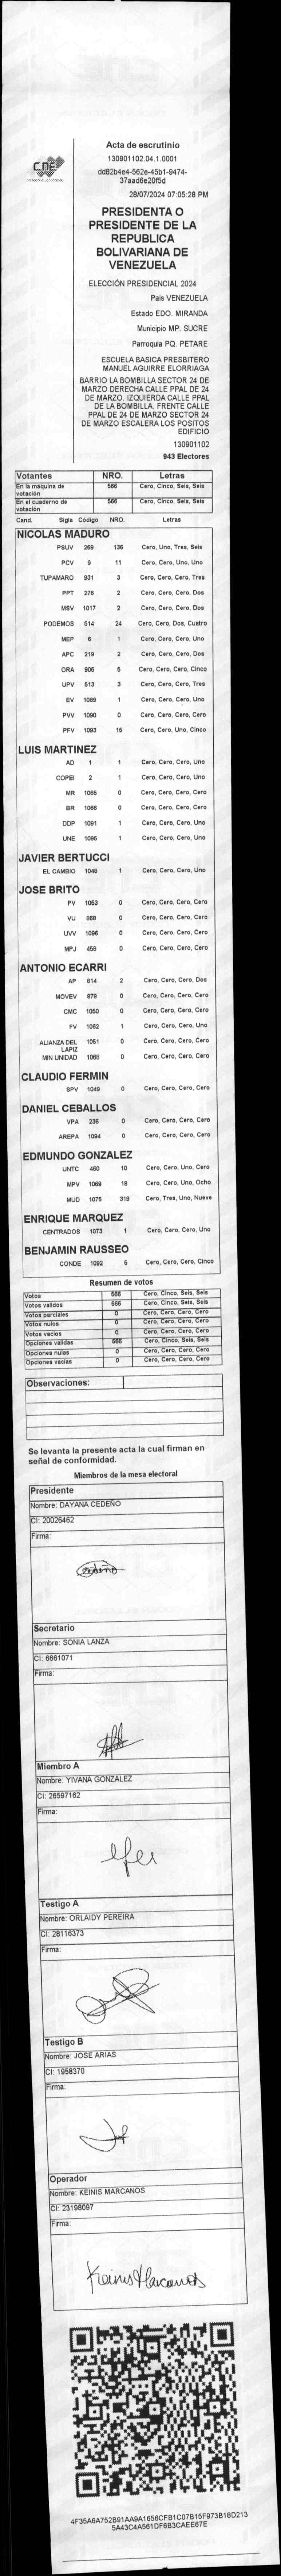 CNE
Acta de escrutinio
130901102.04.1.0001
dd82b4e4-562e-45b1-9474-
37aad6e20f5d
28/07/2024 07:05:28 PM
PRESIDENTA O
PRESIDENTE DE LA
REPUBLICA
BOLIVARIANA DE
VENEZUELA
ELECCIÓN PRESIDENCIAL 2024
País VENEZUELA
Estado EDO. MIRANDA
Municipio MP. SUCRE
Parroquia PQ. PETARE
ESCUELA BASICA PRESBITERO
MANUEL AGUIRRE ELORRIAGA
BARRIO LA BOMBILLA SECTOR 24 DE
MARZO DERECHA CALLE PPAL DE 24
DE MARZO. IZQUIERDA CALLE PPAL
DE LA BOMBILLA. FRENTE CALLE
PPAL DE 24 DE MARZO SECTOR 24
DE MARZO ESCALERA LOS POSITOS
EDIFICIO
130901102
943 Electores
Votantes NRO. Letras
En la máquina de votación 566 Cero, Cinco, Seis, Seis
En el cuaderno de votación 566 Cero, Cinco, Seis, Seis
Cand. Sigla Código NRO. Letras
NICOLAS MADURO
PSUV 269 136 Cero, Uno, Tres, Seis
PCV 9 11 Cero, Cero, Uno, Uno
TUPAMARO 931 3 Cero, Cero, Cero, Tres
PPT 276 2 Cero, Cero, Cero, Dos
MSV 1017 2 Cero, Cero, Cero, Dos
PODEMOS 514 24 Cero, Cero, Dos, Cuatro
MEP 6 1 Cero, Cero, Cero, Uno
APC 219 2 Cero, Cero, Cero, Dos
ORA 906 5 Cero, Cero, Cero, Cinco
UPV 513 3 Cero, Cero, Cero, Tres
EV 1089 1 Cero, Cero, Cero, Uno
PVV 1090 0 Cero, Cero, Cero, Cero
PFV 1093 15 Cero, Cero, Uno, Cinco
LUIS MARTINEZ
AD 1 1 Cero, Cero, Cero, Uno
COPEI 2 1 Cero, Cero, Cero, Uno
MR 1065 0 Cero, Cero, Cero, Cero
BR 1066 0 Cero, Cero, Cero, Cero
DDP 1091 1 Cero, Cero, Cero, Uno
UNE 1095 1 Cero, Cero, Cero, Uno
JAVIER BERTUCCI
EL CAMBIO 1048 1 Cero, Cero, Cero, Uno
JOSE BRITO
PV 1053 0 Cero, Cero, Cero, Cero
VU 868 0 Cero, Cero, Cero, Cero
UVV 1096 0 Cero, Cero, Cero, Cero
MPJ 458 0 Cero, Cero, Cero, Cero
ANTONIO ECARRI
AP 814 2 Cero, Cero, Cero, Dos
MOVEV 878 0 Cero, Cero, Cero, Cero
CMC 1050 0 Cero, Cero, Cero, Cero
FV 1062 1 Cero, Cero, Cero, Uno
ALIANZA DEL LAPIZ 1051 0 Cero, Cero, Cero, Cero
MIN UNIDAD 1068 0 Cero, Cero, Cero, Cero
CLAUDIO FERMIN
SPV 1049 0 Cero, Cero, Cero, Cero
DANIEL CEBALLOS
VPA 236 0 Cero, Cero, Cero, Cero
AREPA 1094 0 Cero, Cero, Cero, Cero
EDMUNDO GONZALEZ
UNTC 460 10 Cero, Cero, Uno, Cero
MPV 1069 18 Cero, Cero, Uno, Ocho
MUD 1075 319 Cero, Tres, Uno, Nueve
ENRIQUE MARQUEZ
CENTRADOS 1073 1 Cero, Cero, Cero, Uno
BENJAMIN RAUSSEO
CONDE 1092 5 Cero, Cero, Cero, Cinco
Resumen de votos
Votos 566 Cero, Cinco, Seis, Seis
Votos validos 566 Cero, Cinco, Seis, Seis
Votos parciales 0 Cero, Cero, Cero, Cero
Votos nulos 0 Cero, Cero, Cero, Cero
Votos vacios 0 Cero, Cero, Cero, Cero
Opciones validas 566 Cero, Cinco, Seis, Seis
Opciones nulas 0 Cero, Cero, Cero, Cero
Opciones vacias 0 Cero, Cero, Cero, Cero
Observaciones:
Se levanta la presente acta la cual firman en
señal de conformidad.
Miembros de la mesa electoral
Presidente
Nombre: DAYANA CEDEÑO
CI: 20026462
Firma:
Cedeño
Secretario
Nombre: SONIA LANZA
CI: 6661071
Firma:
Miembro A
Nombre: YIVANA GONZALEZ
CI: 26597162
Firma:
Testigo A
Nombre: ORLAIDY PEREIRA
CI: 28116373
Firma:
Testigo B
Nombre: JOSE ARIAS
CI: 1958370
Firma:
Operador
Nombre: KEINIS MARCANOS
CI: 23198097
Firma:
Keinis Marcanos
4F35A6A752B91AA9A1656CFB1C07B15F973B18D213
5A43C4A561DF6B3CAEE67E